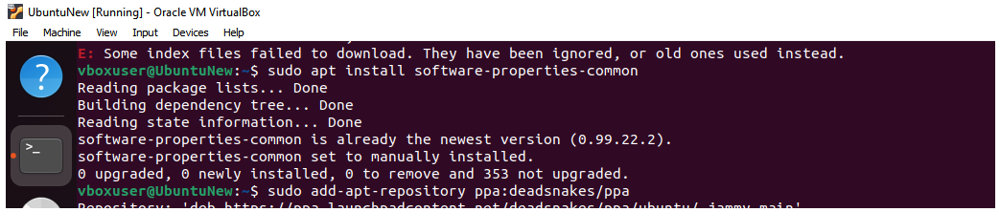 UbuntuNew [Running] - Oracle VM VirtualBox
File Machine View Input Devices Help
E: Some index files failed to download. They have been ignored, or old ones used instead.
vboxuser@UbuntuNew:~$ sudo apt install software-properties-common
Reading package lists... Done
Building dependency tree... Done
Reading state information... Done
software-properties-common is already the newest version (0.99.22.2).
software-properties-common set to manually installed.
0 upgraded, 0 newly installed, 0 to remove and 353 not upgraded.
vboxuser@UbuntuNew:~$ sudo add-apt-repository ppa:deadsnakes/ppa
Repository: 'deb https://ppa.launchpadcontent.net/deadsnakes/ppa/ubuntu/ jammy main'